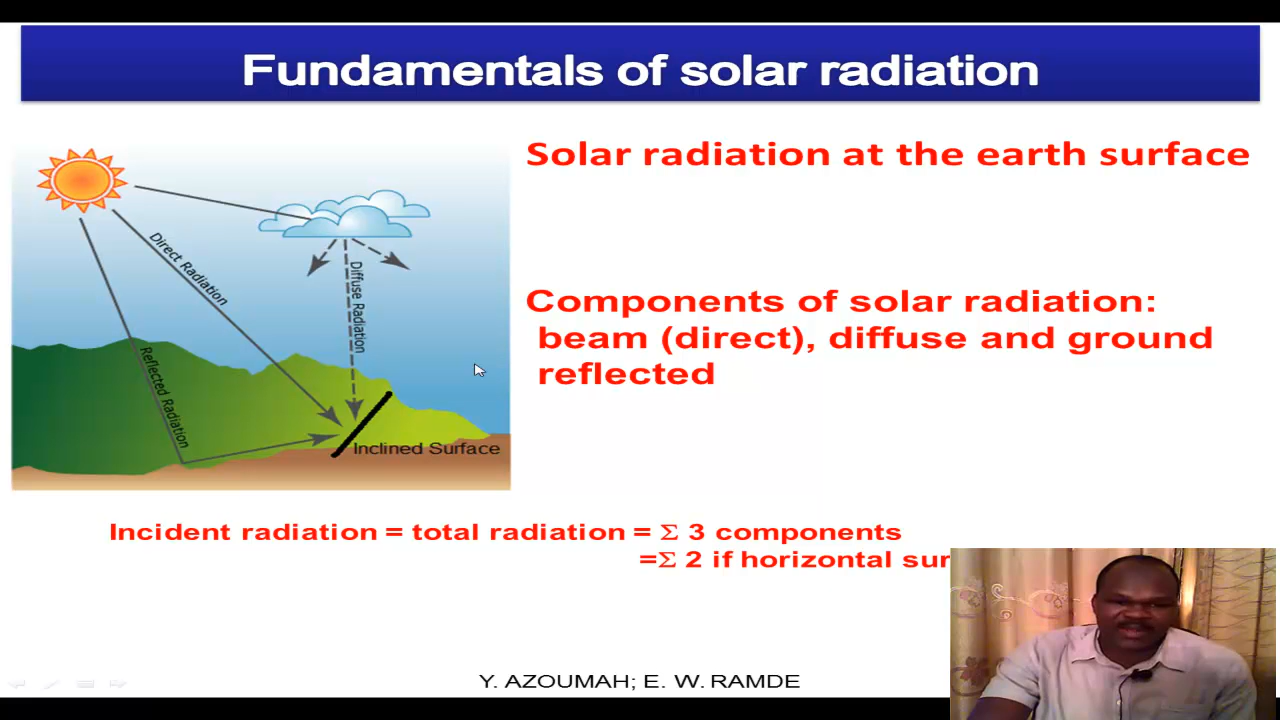 Fundamentals of solar radiation
Solar radiation at the earth surface
Direct Radiation
Diffuse Radiation
Reflected Radiation
Inclined Surface
Components of solar radiation:
beam (direct), diffuse and ground
reflected
Incident radiation = total radiation = Σ 3 components
=Σ 2 if horizontal
Y. AZOUMAH; E. W. RAMDE